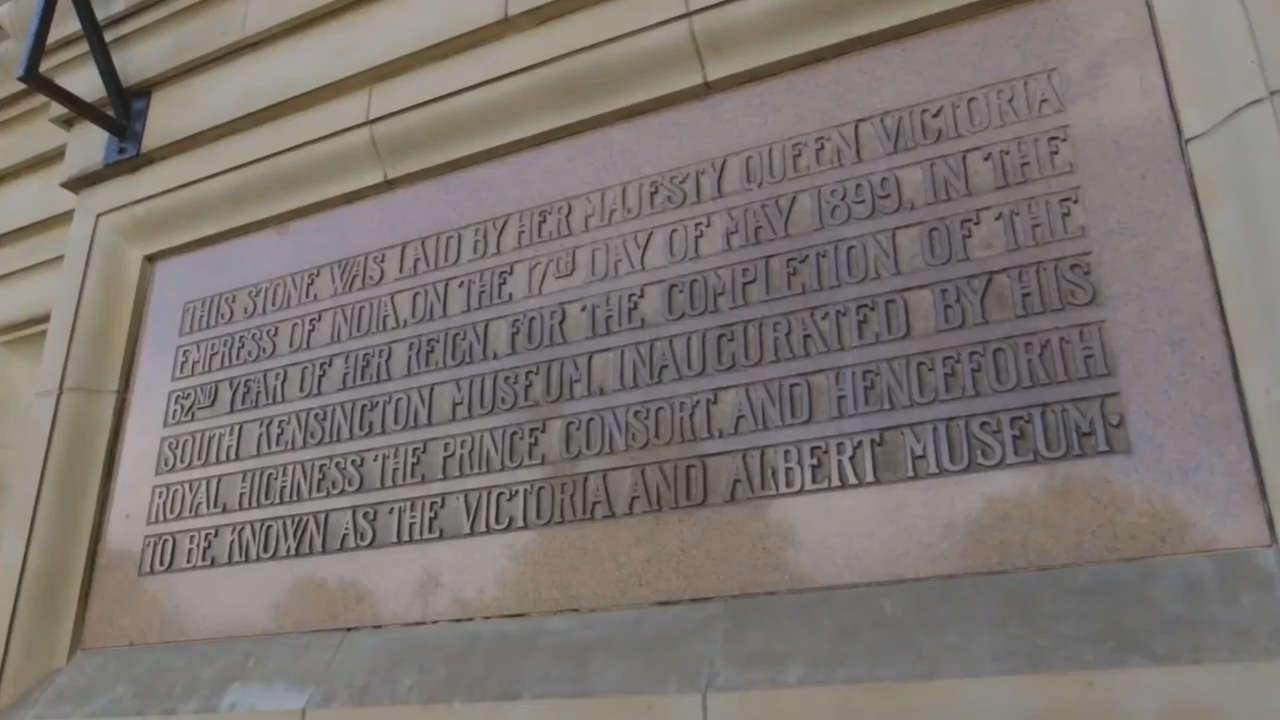 THIS STONE WAS LAID BY HER MAJESTY QUEEN VICTORIA
EMPRESS OF INDIA, ON THE 17TH DAY OF MAY 1899, IN THE
62ND YEAR OF HER REIGN, FOR THE COMPLETION OF THE
SOUTH KENSINGTON MUSEUM, INAUGURATED BY HIS
ROYAL HIGHNESS THE PRINCE CONSORT, AND HENCEFORTH
TO BE KNOWN AS THE VICTORIA AND ALBERT MUSEUM·